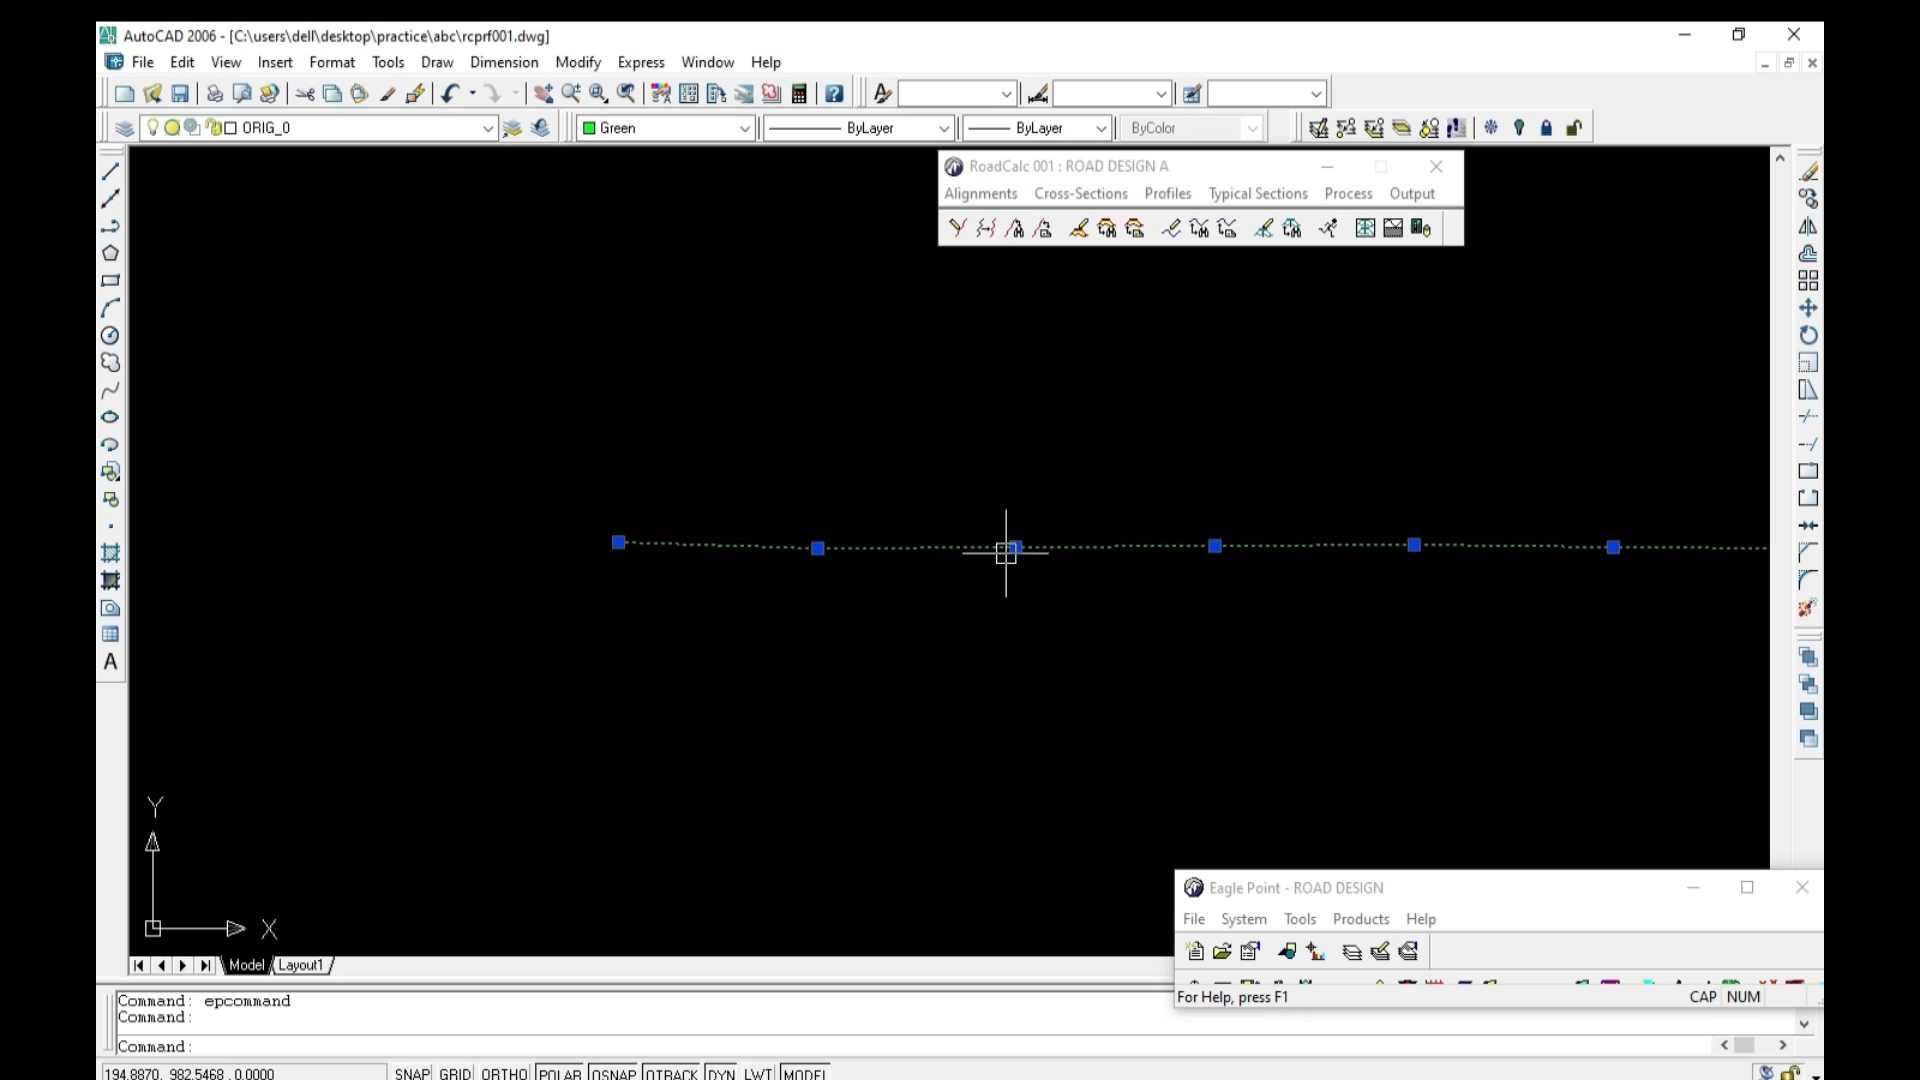 AutoCAD 2006 - [C:\users\dell\desktop\practice\abc\rcprf001.dwg]
File Edit View Insert Format Tools Draw Dimension Modify Express Window Help
ORIG_0 Green ByLayer ByLayer ByColor
RoadCalc 001 : ROAD DESIGN A
Alignments Cross-Sections Profiles Typical Sections Process Output
A
Y
X
Eagle Point - ROAD DESIGN
File System Tools Products Help
For Help, press F1 CAP NUM
Model Layout1
Command: epcommand
Command:
Command:
194.8870, 982.5468, 0.0000 SNAP GRID ORTHO POLAR OSNAP OTRACK DYN LWT MODEL